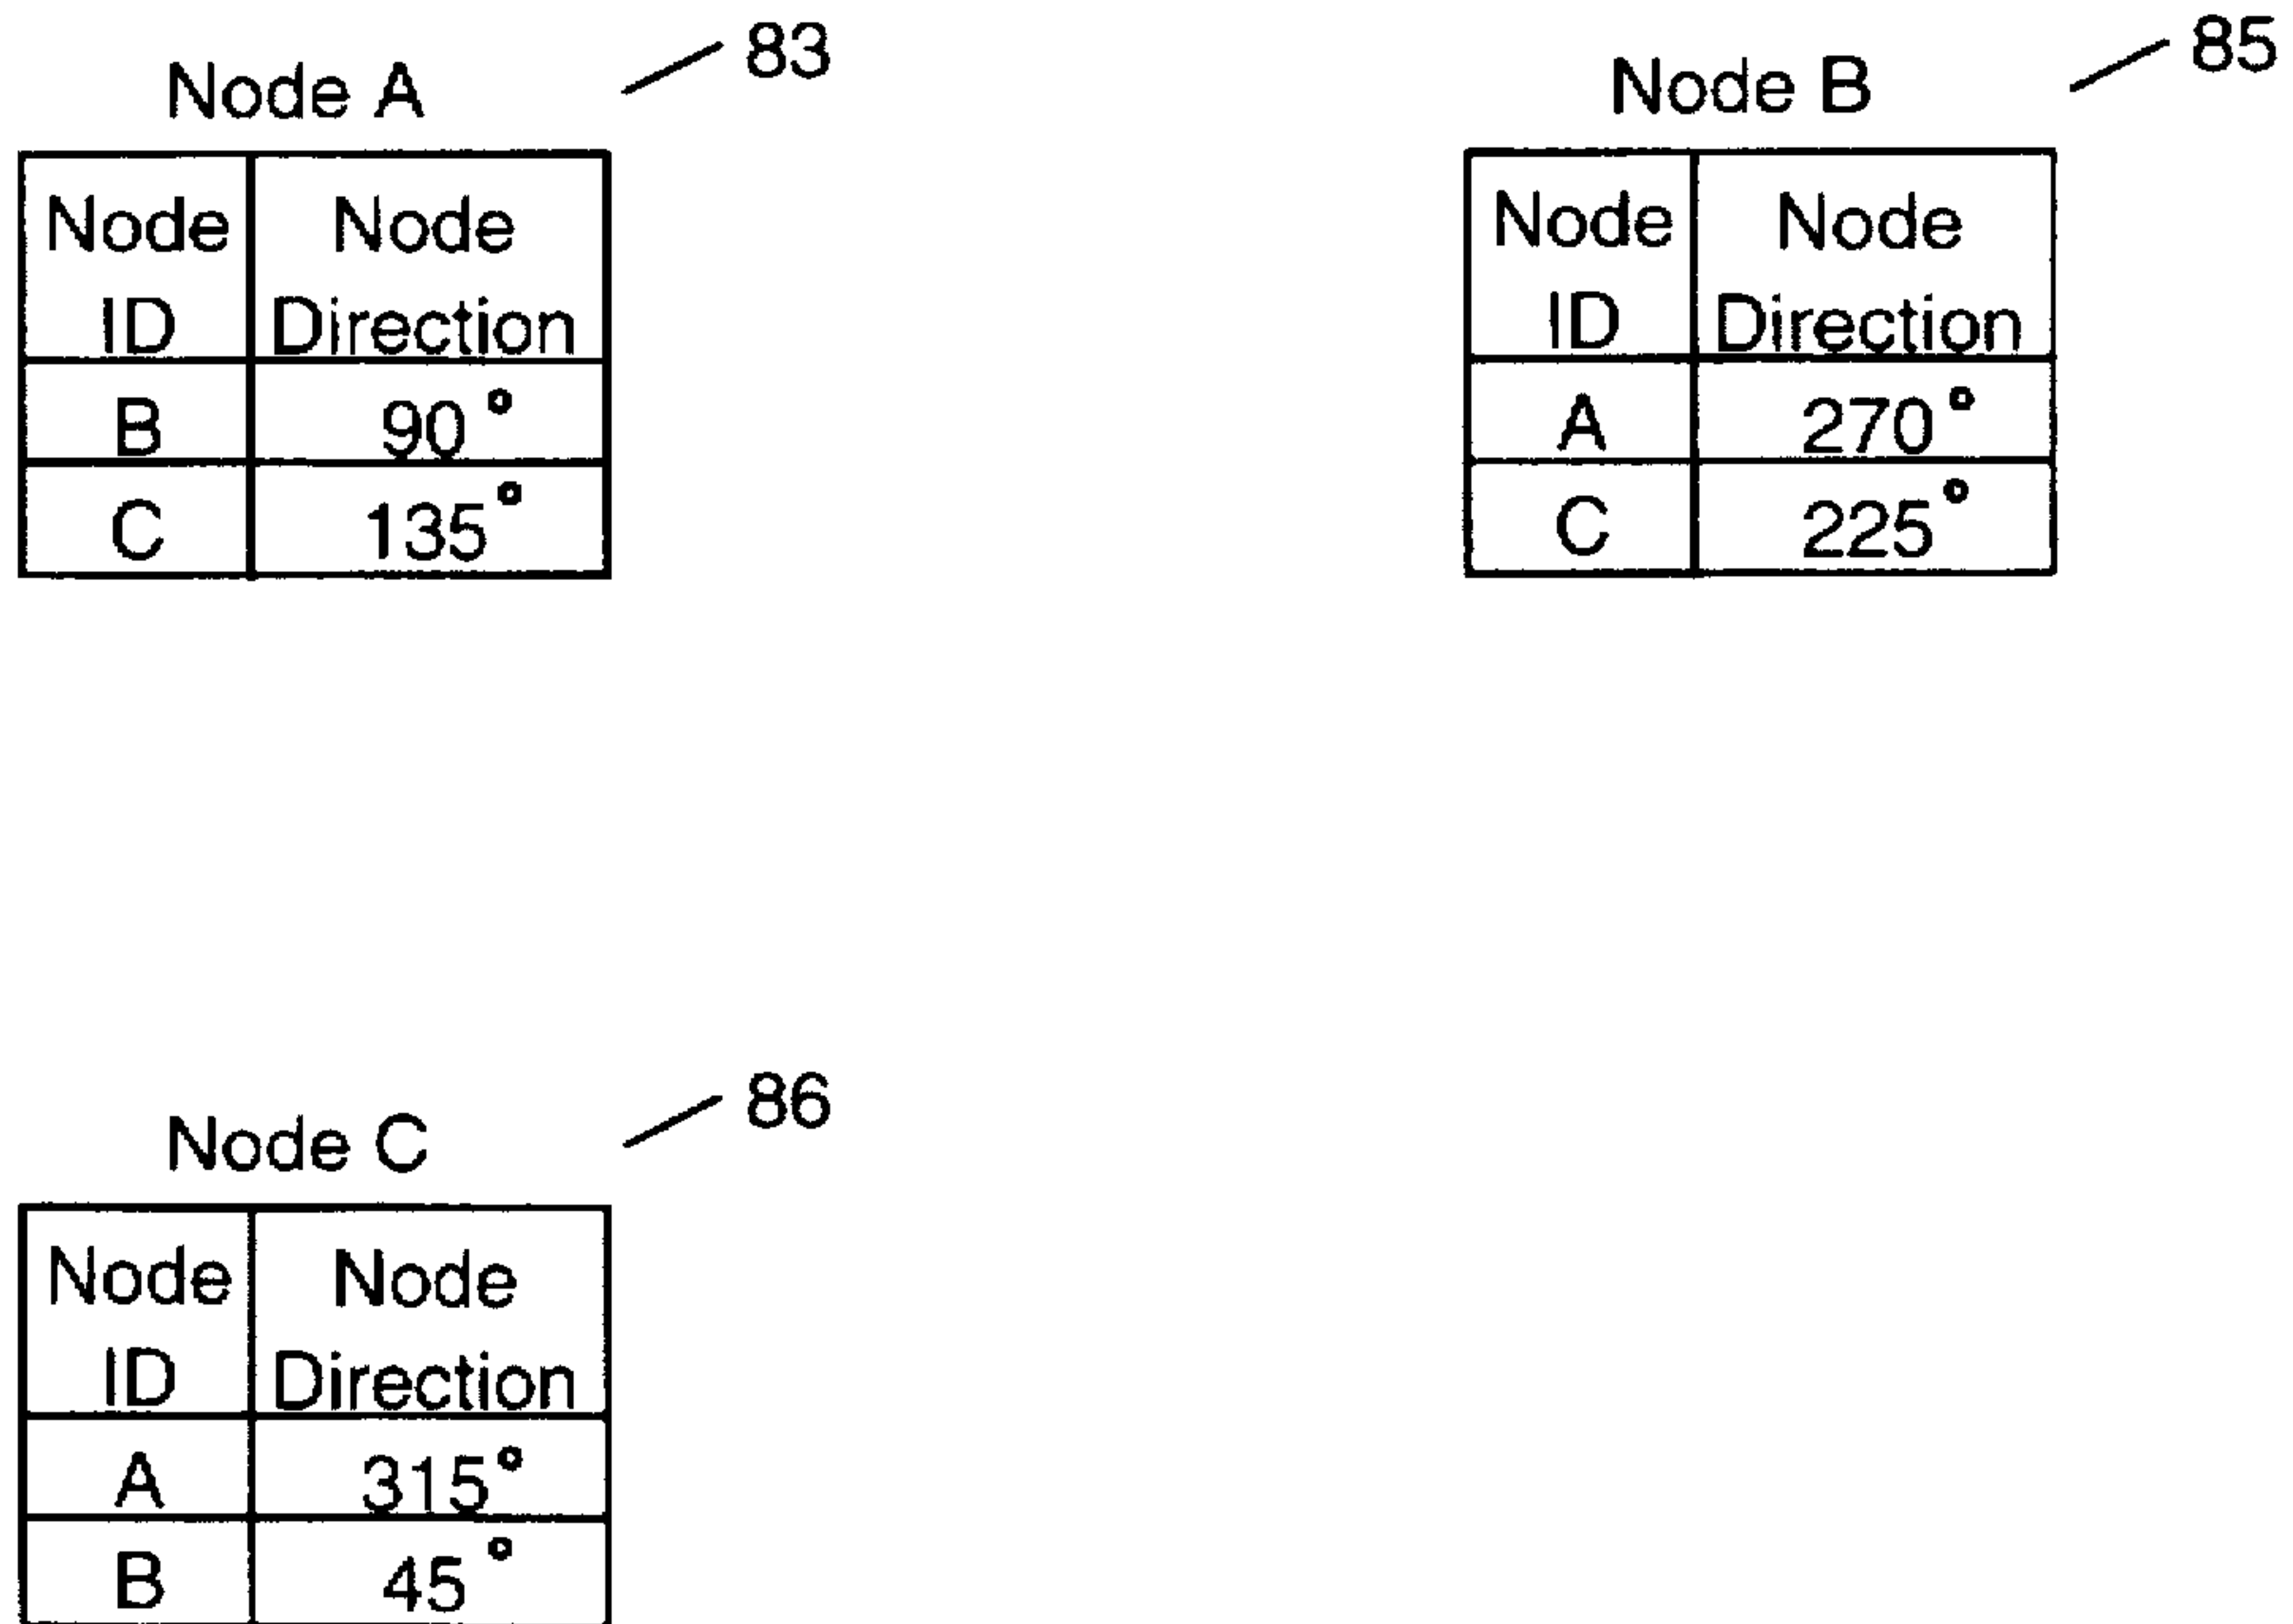 Node A 83
Node Node
ID Direction
B 90°
C 135°
Node B 85
Node Node
ID Direction
A 270°
C 225°
Node C 86
Node Node
ID Direction
A 315°
B 45°